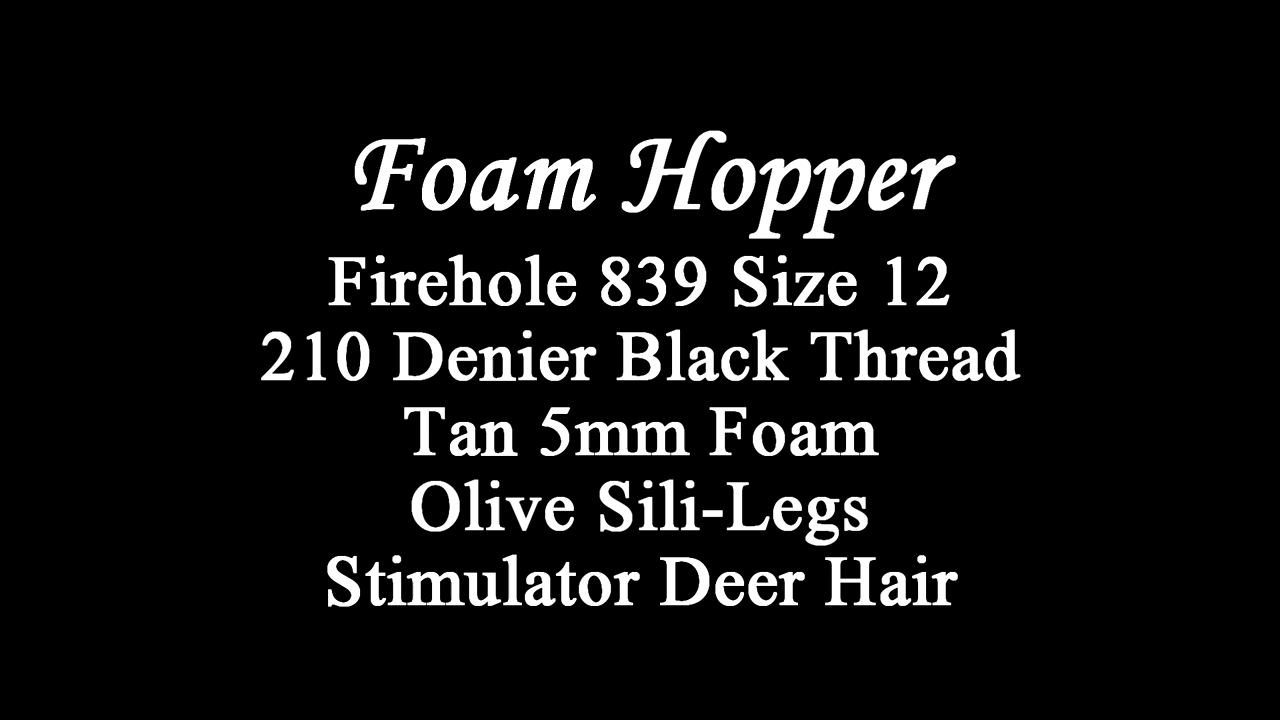 Foam Hopper
Firehole 839 Size 12
210 Denier Black Thread
Tan 5mm Foam
Olive Sili-Legs
Stimulator Deer Hair